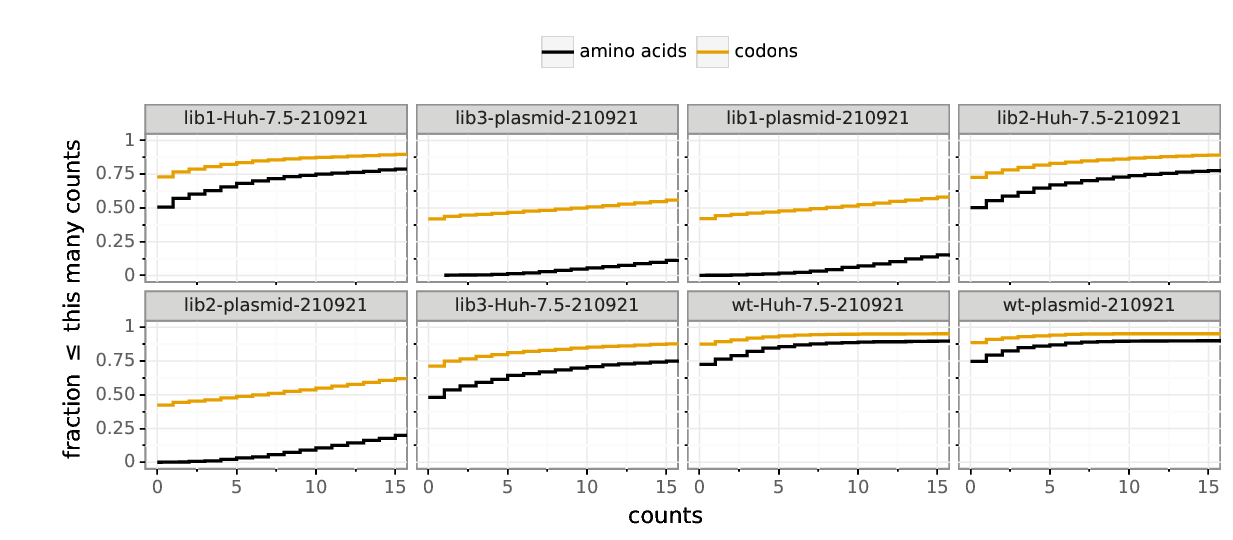 amino acids codons
lib1-Huh-7.5-210921 lib3-plasmid-210921 lib1-plasmid-210921 lib2-Huh-7.5-210921
1
0.75
0.50
0.25
0
lib2-plasmid-210921 lib3-Huh-7.5-210921 wt-Huh-7.5-210921 wt-plasmid-210921
1
0.75
0.50
0.25
0
0 5 10 15 0 5 10 15 0 5 10 15 0 5 10 15
fraction ≤ this many counts
counts